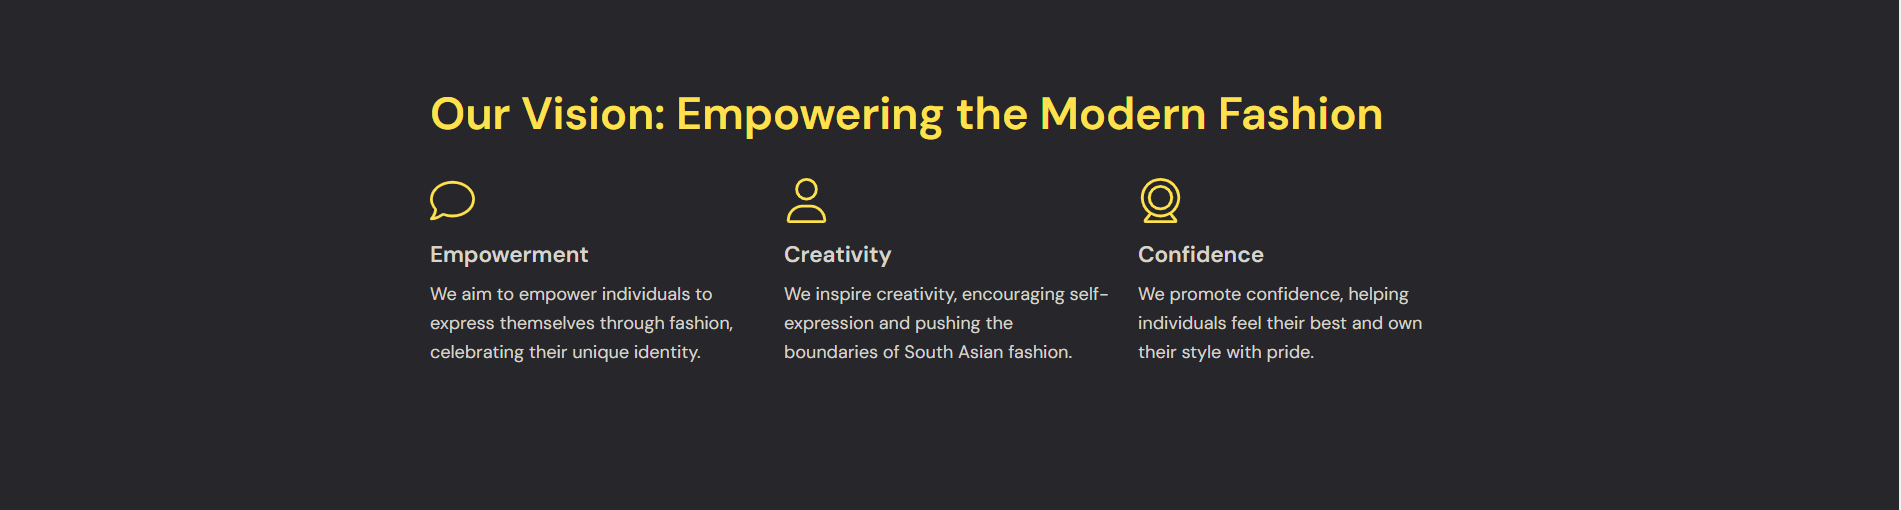 Our Vision: Empowering the Modern Fashion
Empowerment
We aim to empower individuals to
express themselves through fashion,
celebrating their unique identity.
Creativity
We inspire creativity, encouraging self-
expression and pushing the
boundaries of South Asian fashion.
Confidence
We promote confidence, helping
individuals feel their best and own
their style with pride.